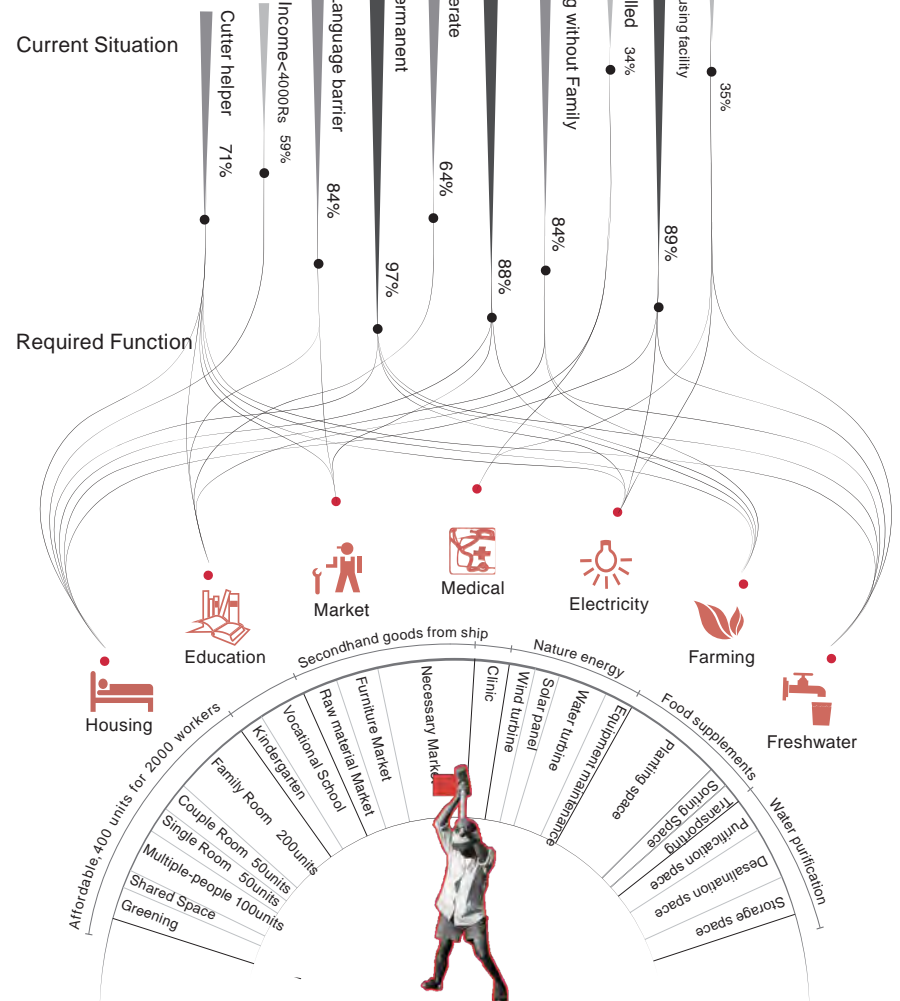 Current Situation
Cutter helper 71%
Income<4000Rs 59%
Language barrier 84%
97%
64%
88%
without Family 84%
34%
facility 89%
35%
Required Function
Housing
Education
Market
Medical
Electricity
Farming
Freshwater
Affordable,400 units for 2000 workers
Secondhand goods from ship
Nature energy
Food supplements
Water purification
Greening
Shared Space
Multiple-people 100units
Single Room 50units
Couple Room 50units
Family Room 200units
Kindergarten
Vocational School
Raw material Market
Furniture Market
Necessary Market
Clinic
Wind turbine
Solar panel
Water turbine
Equipment maintenance
Planting space
Sorting Space
Transporting
Purification space
Desalination space
Storage space